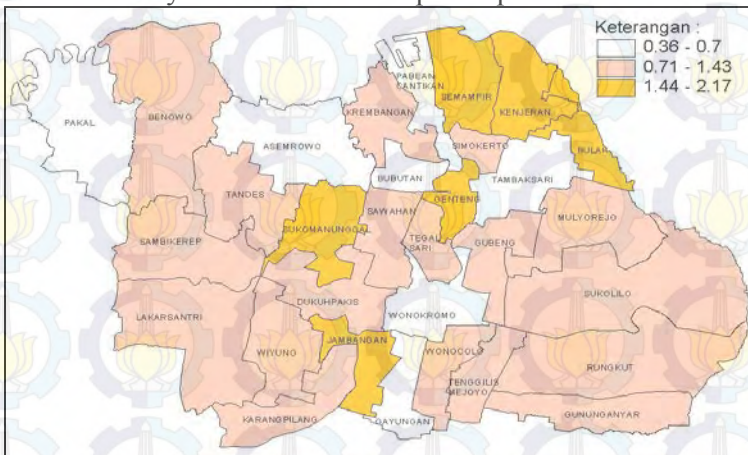 Keterangan :
0.36 - 0.7
0.71 - 1.43
1.44 - 2.17
PABEAN
CANTIKAN
SEMAMPIR
KENJERAN
KREMBANGAN
BENOWO
PAKAL
ASEMROWO
SIMOKERTO
BULAK
BUBUTAN
TAMBAKSARI
TANDES
GENTENG
SAWAHAN
MULYOREJO
SUKOMANUNGGAL
TEGAL
SARI
GUBENG
SAMBIKEREP
SUKOLILO
DUKUHPAKIS
LAKARSANTRI
WONOKROMO
JAMBANGAN
WIYUNG
WONOCOLO
RUNGKUT
TENGGILIS
MEJOYO
KARANGPILANG
GAYUNGAN
GUNUNGANYAR